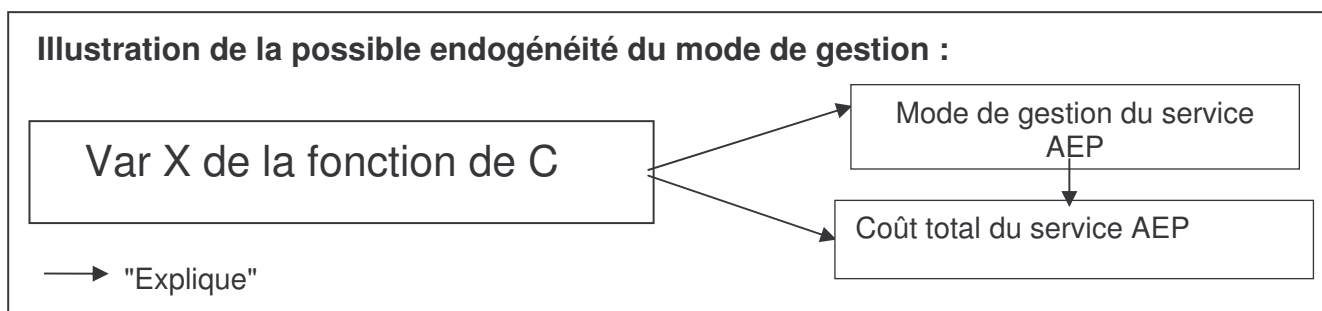 Illustration de la possible endogénéité du mode de gestion :
Var X de la fonction de C
Mode de gestion du service
AEP
Coût total du service AEP
"Explique"